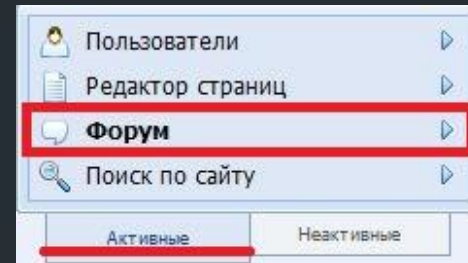 Пользователи
Редактор страниц
Форум
Поиск по сайту
Активные Неактивные